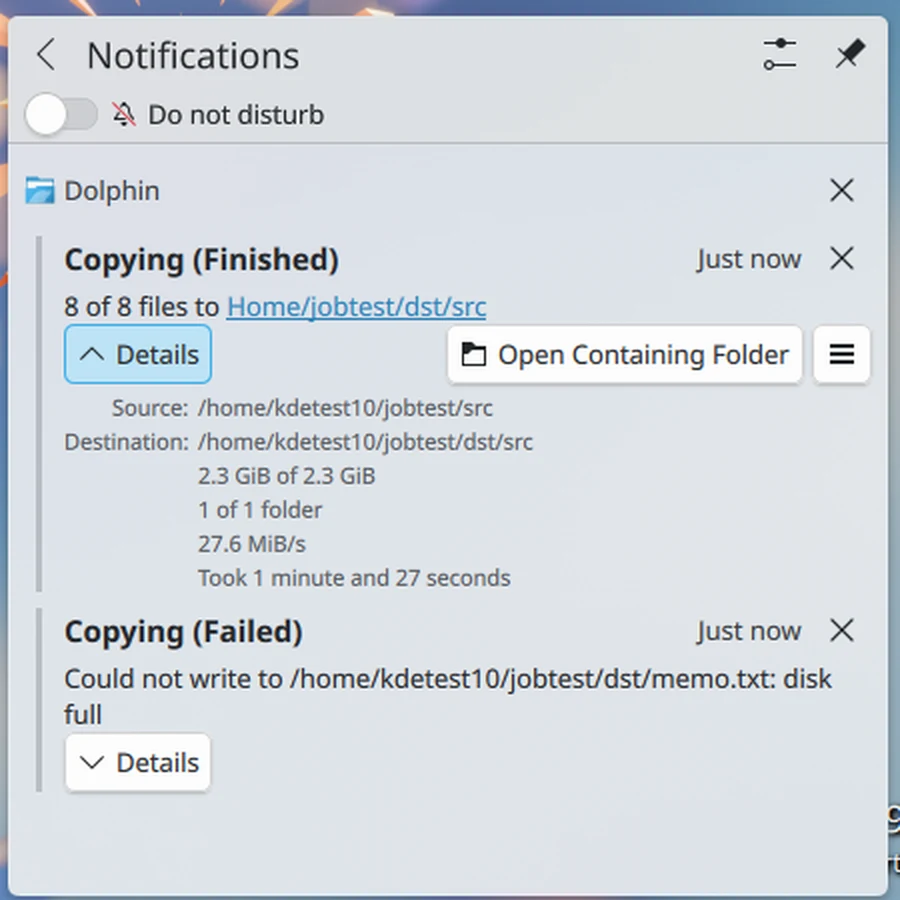 Notifications
Do not disturb
Dolphin
Copying (Finished) Just now
8 of 8 files to Home/jobtest/dst/src
Details Open Containing Folder
Source: /home/kdetest10/jobtest/src
Destination: /home/kdetest10/jobtest/dst/src
2.3 GiB of 2.3 GiB
1 of 1 folder
27.6 MiB/s
Took 1 minute and 27 seconds
Copying (Failed) Just now
Could not write to /home/kdetest10/jobtest/dst/memo.txt: disk
full
Details